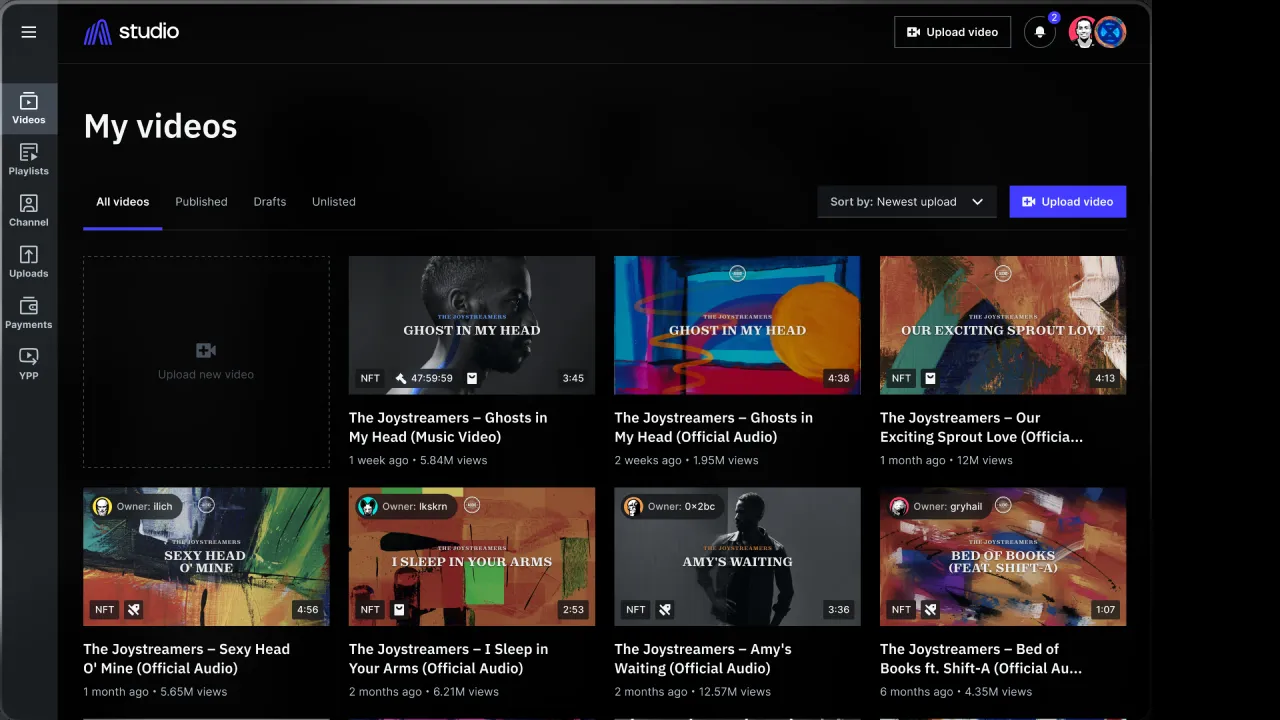 studio
Upload video
2
Videos
Playlists
Channel
Uploads
Payments
YPP
My videos
All videos
Published
Drafts
Unlisted
Sort by: Newest upload
Upload video
Upload new video
THE JOYSTREAMERS
GHOST IN MY HEAD
NFT
47:59:59
3:45
The Joystreamers – Ghosts in
My Head (Music Video)
1 week ago • 5.84M views
THE JOYSTREAMERS
GHOST IN MY HEAD
4:38
The Joystreamers – Ghosts in
My Head (Official Audio)
2 weeks ago • 1.95M views
THE JOYSTREAMERS
OUR EXCITING SPROUT LOVE
NFT
4:13
The Joystreamers – Our
Exciting Sprout Love (Officia...
1 month ago • 12M views
Owner: ilich
THE JOYSTREAMERS
SEXY HEAD
O' MINE
NFT
4:56
The Joystreamers – Sexy Head
O' Mine (Official Audio)
1 month ago • 5.65M views
Owner: lkskrn
THE JOYSTREAMERS
I SLEEP IN YOUR ARMS
NFT
2:53
The Joystreamers – I Sleep in
Your Arms (Official Audio)
2 months ago • 6.21M views
Owner: 0×2bc
THE JOYSTREAMERS
AMY'S WAITING
NFT
3:36
The Joystreamers – Amy's
Waiting (Official Audio)
2 months ago • 12.57M views
Owner: gryhail
THE JOYSTREAMERS
BED OF BOOKS
(FEAT. SHIFT-A)
NFT
1:07
The Joystreamers – Bed of
Books ft. Shift-A (Official Au...
6 months ago • 4.35M views